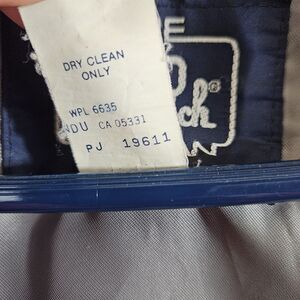 DRY CLEAN
ONLY
WPL 6635
CA 05331
PJ 19611